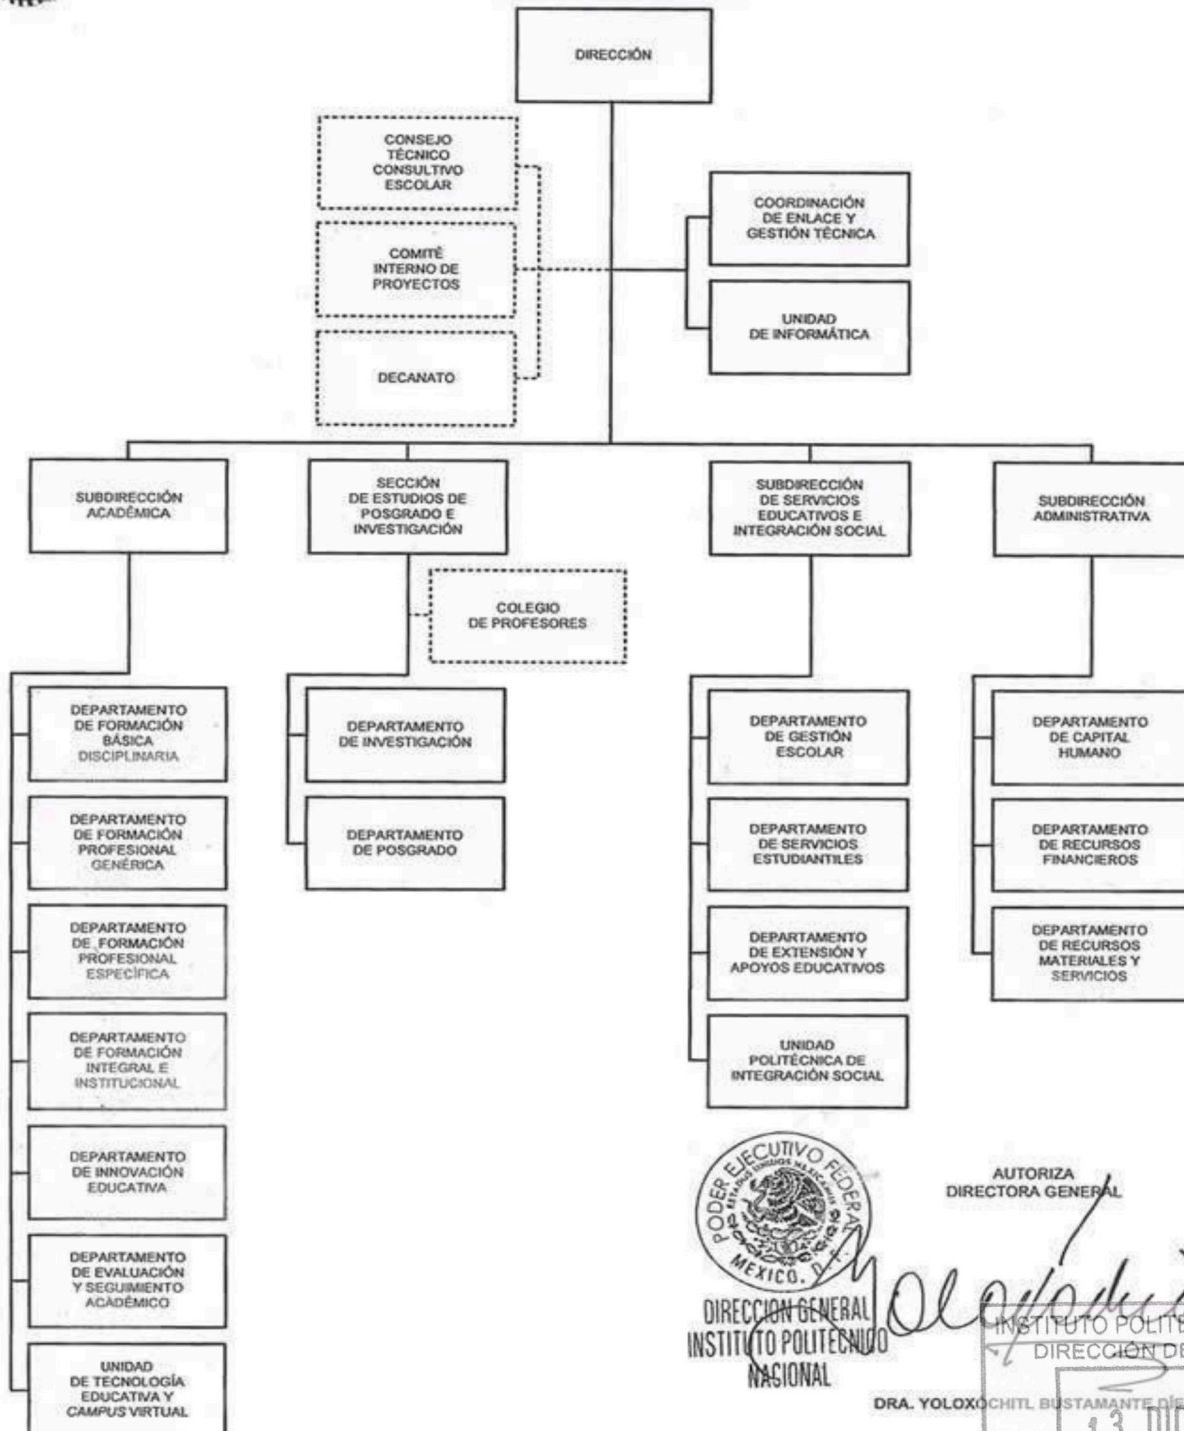 DIRECCIÓN
CONSEJO
TÉCNICO
CONSULTIVO
ESCOLAR
COORDINACIÓN
DE ENLACE Y
GESTIÓN TÉCNICA
COMITÉ
INTERNO DE
PROYECTOS
UNIDAD
DE INFORMÁTICA
DECANATO
SUBDIRECCIÓN
ACADÉMICA
SECCIÓN
DE ESTUDIOS DE
POSGRADO E
INVESTIGACIÓN
SUBDIRECCIÓN
DE SERVICIOS
EDUCATIVOS E
INTEGRACIÓN SOCIAL
SUBDIRECCIÓN
ADMINISTRATIVA
COLEGIO
DE PROFESORES
DEPARTAMENTO
DE FORMACIÓN
BÁSICA
DISCIPLINARIA
DEPARTAMENTO
DE FORMACIÓN
PROFESIONAL
GENÉRICA
DEPARTAMENTO
DE FORMACIÓN
PROFESIONAL
ESPECÍFICA
DEPARTAMENTO
DE FORMACIÓN
INTEGRAL E
INSTITUCIONAL
DEPARTAMENTO
DE INNOVACIÓN
EDUCATIVA
DEPARTAMENTO
DE EVALUACIÓN
Y SEGUIMIENTO
ACADÉMICO
UNIDAD
DE TECNOLOGÍA
EDUCATIVA Y
CAMPUS VIRTUAL
DEPARTAMENTO
DE INVESTIGACIÓN
DEPARTAMENTO
DE POSGRADO
DEPARTAMENTO
DE GESTIÓN
ESCOLAR
DEPARTAMENTO
DE SERVICIOS
ESTUDIANTILES
DEPARTAMENTO
DE EXTENSIÓN Y
APOYOS EDUCATIVOS
UNIDAD
POLITÉCNICA DE
INTEGRACIÓN SOCIAL
DEPARTAMENTO
DE CAPITAL
HUMANO
DEPARTAMENTO
DE RECURSOS
FINANCIEROS
DEPARTAMENTO
DE RECURSOS
MATERIALES Y
SERVICIOS
PODER EJECUTIVO FEDERAL
ESTADOS UNIDOS MEXICANOS
MEXICO, D. F.
DIRECCION GENERAL
INSTITUTO POLITECNICO
NACIONAL
AUTORIZA
DIRECTORA GENERAL
INSTITUTO
DIRECCIÓN
DRA. YOLOXÓCHITL BUSTAMANTE
13